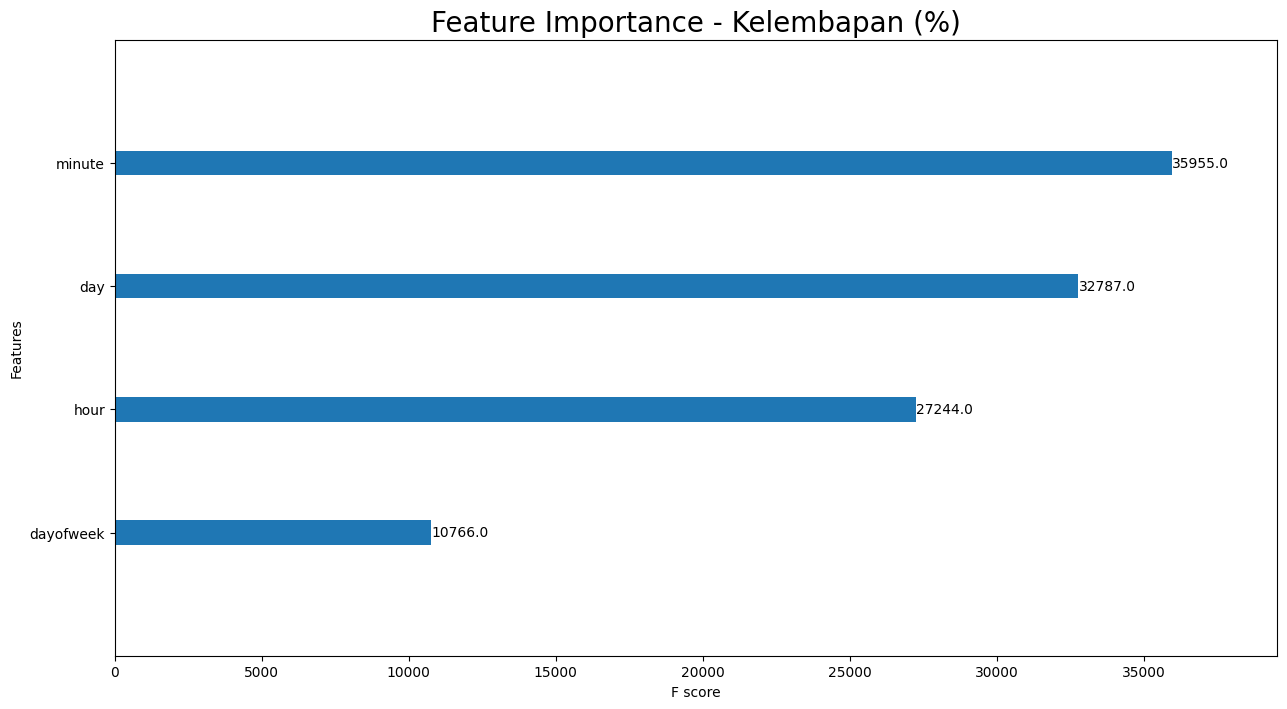 Feature Importance - Kelembapan (%)
minute
35955.0
day
32787.0
Features
hour
27244.0
dayofweek
10766.0
0 5000 10000 15000 20000 25000 30000 35000
F score